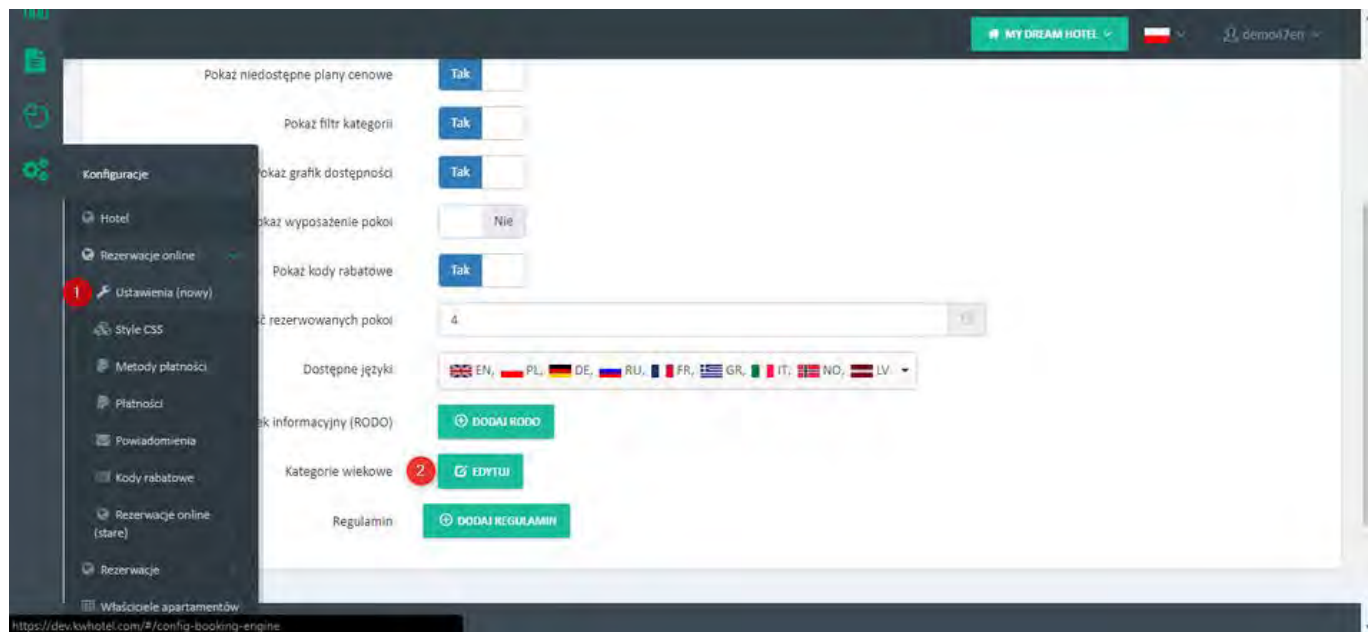 MY DREAM HOTEL
demo47en
Pokaż niedostępne plany cenowe
Tak
Pokaż filtr kategorii
Tak
Konfiguracje
okaż grafik dostępności
Tak
Hotel
okaż wyposażenie pokoi
Nie
Rezerwacje online
Pokaż kody rabatowe
Tak
1
Ustawienia (nowy)
ść rezerwowanych pokoi
4
Style CSS
Metody płatności
Dostępne języki
EN, PL, DE, RU, FR, GR, IT, NO, LV
Płatności
ek informacyjny (RODO)
DODAJ RODO
Powiadomienia
Kategorie wiekowe
2
EDYTUJ
Kody rabatowe
Rezerwacje online
(stare)
Regulamin
DODAJ REGULAMIN
Rezerwacje
Właściciele apartamentów
https://dev.kwhotel.com/#/config-booking-engine